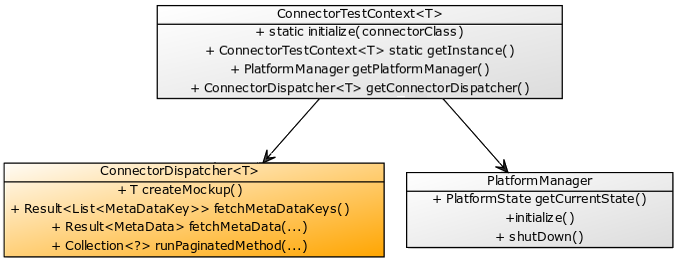 ConnectorTestContext<T>
+ static initialize(connectorClass)
+ ConnectorTestContext<T> static getInstance()
+ PlatformManager getPlatformManager()
+ ConnectorDispatcher<T> getConnectorDispatcher()
ConnectorDispatcher<T>
+ T createMockup()
+ Result<List<MetaDataKey>> fetchMetaDataKeys()
+ Result<MetaData> fetchMetaData(...)
+ Collection<?> runPaginatedMethod(...)
PlatformManager
+ PlatformState getCurrentState()
+initialize()
+ shutDown()